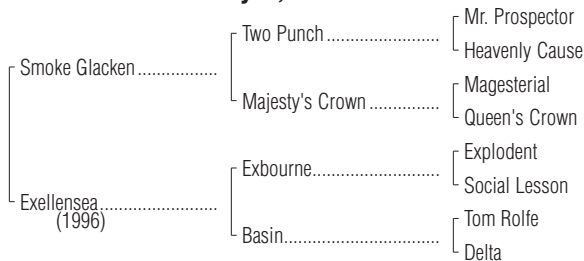 Mr. Prospector
Two Punch
Heavenly Cause
Smoke Glacken
Magesterial
Majesty's Crown
Queen's Crown
Explodent
Exbourne
Social Lesson
Exellensea
(1996)
Tom Rolfe
Basin
Delta